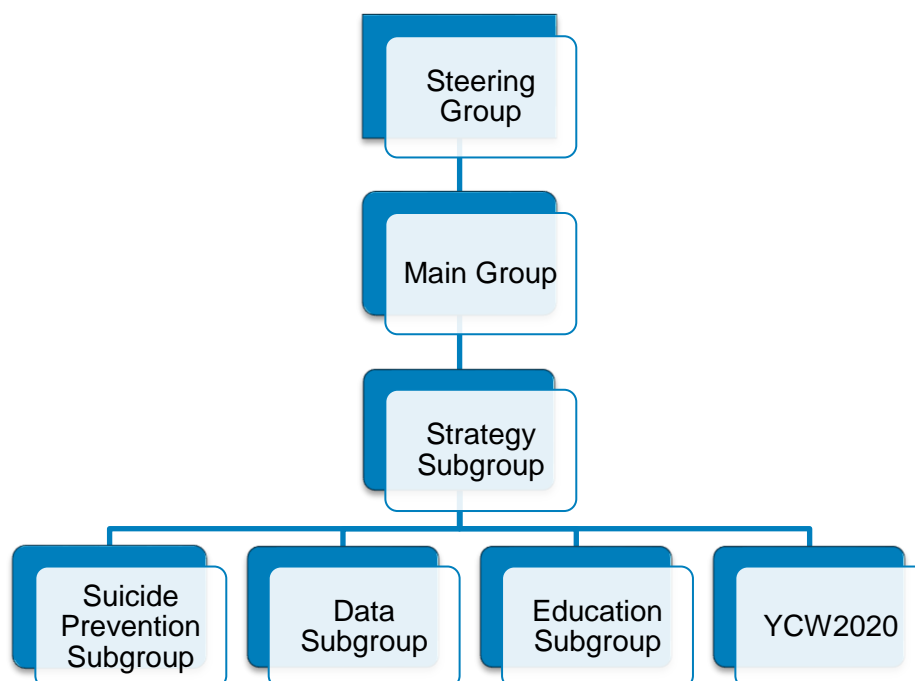 Steering
Group
Main Group
Strategy
Subgroup
Suicide
Prevention
Subgroup
Data
Subgroup
Education
Subgroup
YCW2020